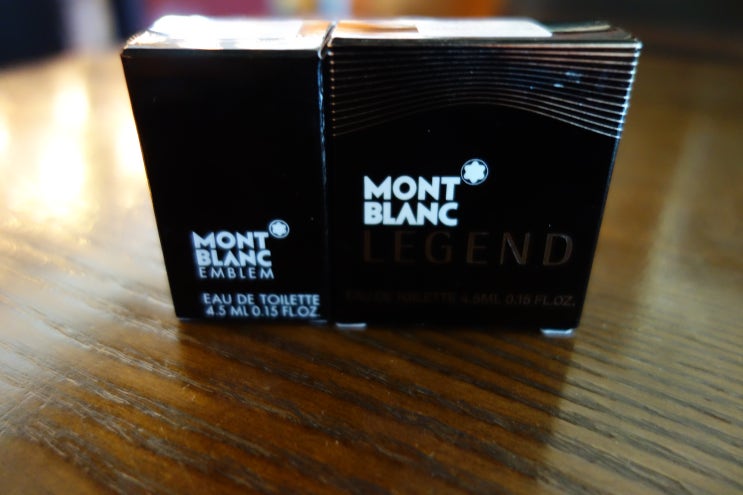 MONT
BLANC
EMBLEM
EAU DE TOILETTE
4.5 ML 0.15 FL.OZ.
MONT
BLANC
LEGEND
EAU DE TOILETTE 4.5ML 0.15 FL.OZ.